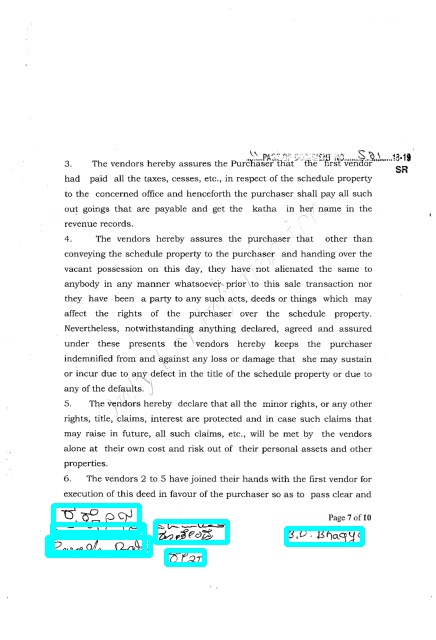 11 PAGE OF DOCUMENT NO. 581 18-19
SR
3. The vendors hereby assures the Purchaser that the first vendor
had paid all the taxes, cesses, etc., in respect of the schedule property
to the concerned office and henceforth the purchaser shall pay all such
out goings that are payable and get the katha in her name in the
revenue records.
4. The vendors hereby assures the purchaser that other than
conveying the schedule property to the purchaser and handing over the
vacant possession on this day, they have not alienated the same to
anybody in any manner whatsoever prior to this sale transaction nor
they have been a party to any such acts, deeds or things which may
affect the rights of the purchaser over the schedule property.
Nevertheless, notwithstanding anything declared, agreed and assured
under these presents the vendors hereby keeps the purchaser
indemnified from and against any loss or damage that she may sustain
or incur due to any defect in the title of the schedule property or due to
any of the defaults.
5. The vendors hereby declare that all the minor rights, or any other
rights, title, claims, interest are protected and in case such claims that
may raise in future, all such claims, etc., will be met by the vendors
alone at their own cost and risk out of their personal assets and other
properties.
6. The vendors 2 to 5 have joined their hands with the first vendor for
execution of this deed in favour of the purchaser so as to pass clear and
Page 7 of 10